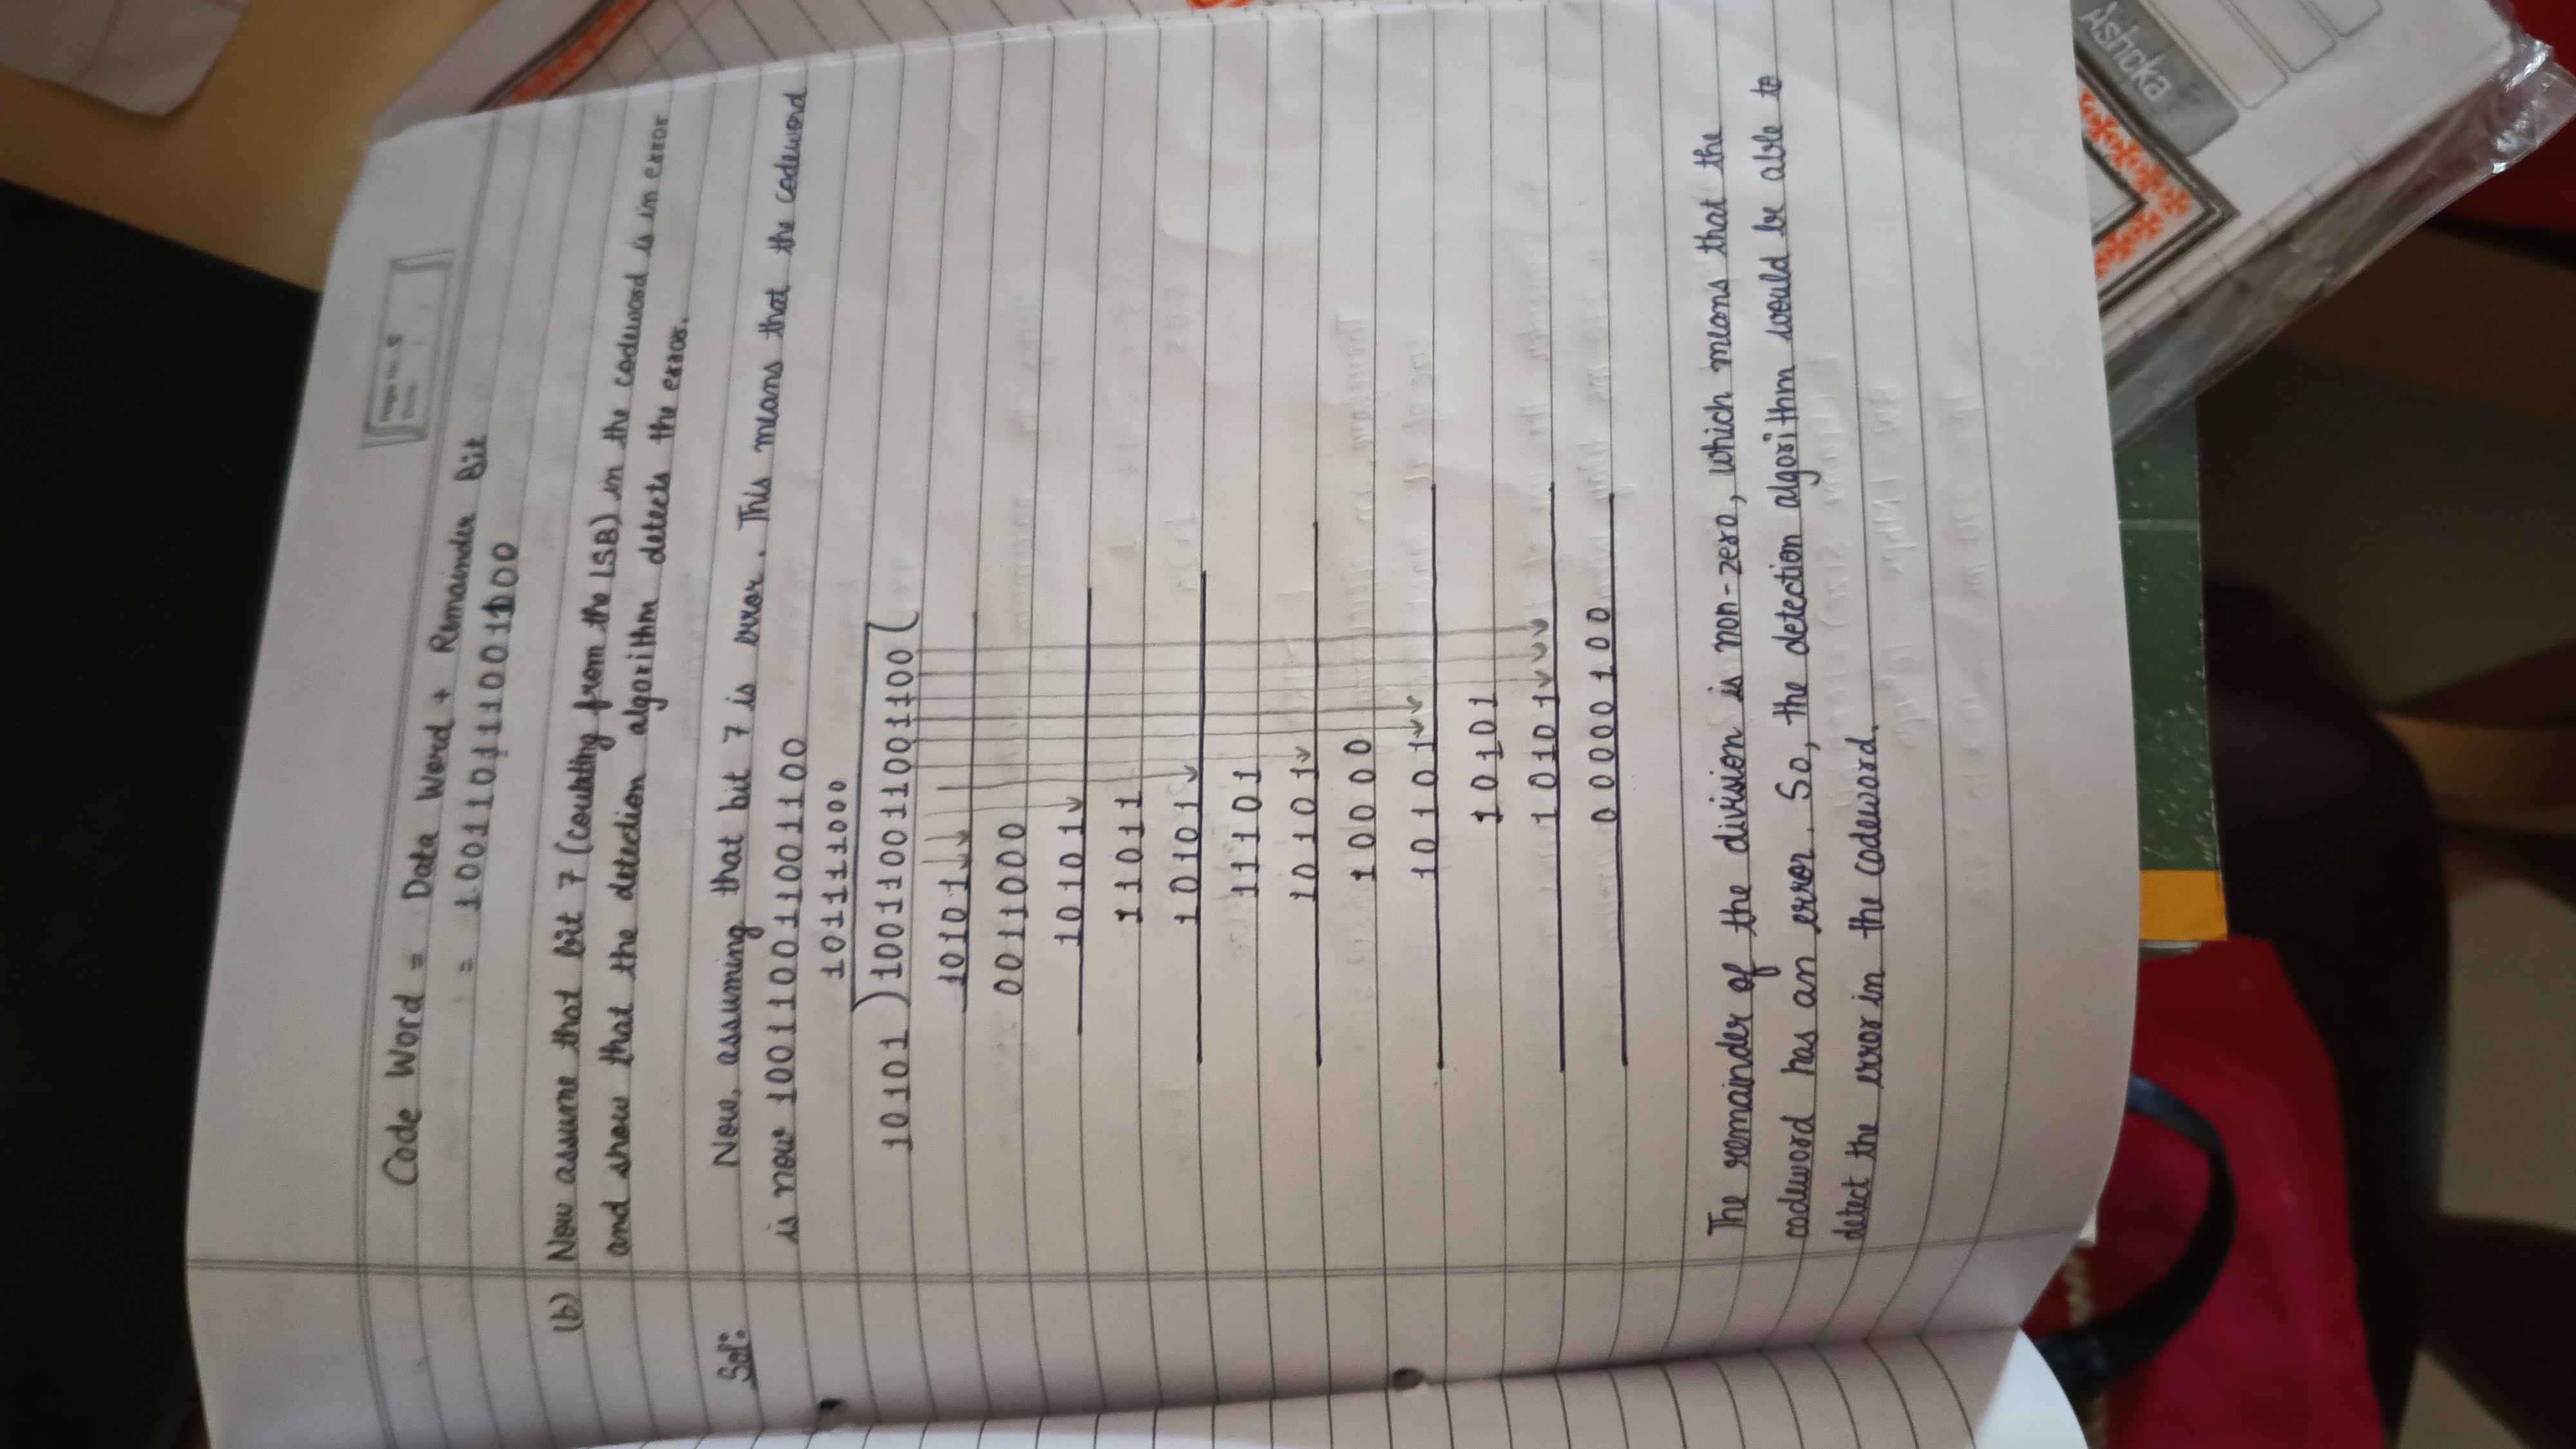 Page No. 5
Date
Code Word = Data Word + Remainder Bit
= 100110111001100
(b) Now assume that bit 7 (counting from the LSB) in the codeword is in error
and show that the detection algorithm detects the error.
Sol: Now, assuming that bit 7 is error. This means that the codeword
is now 100110011001100
101111000
10101 ) 100110011001100 (
10101
0011000
10101
11011
10101
11101
10101
10000
10101
10101
10101
00000100
The remainder of the division is non-zero, which means that the
codeword has an error. So, the detection algorithm would be able to
detect the error in the codeword.
Ashoka